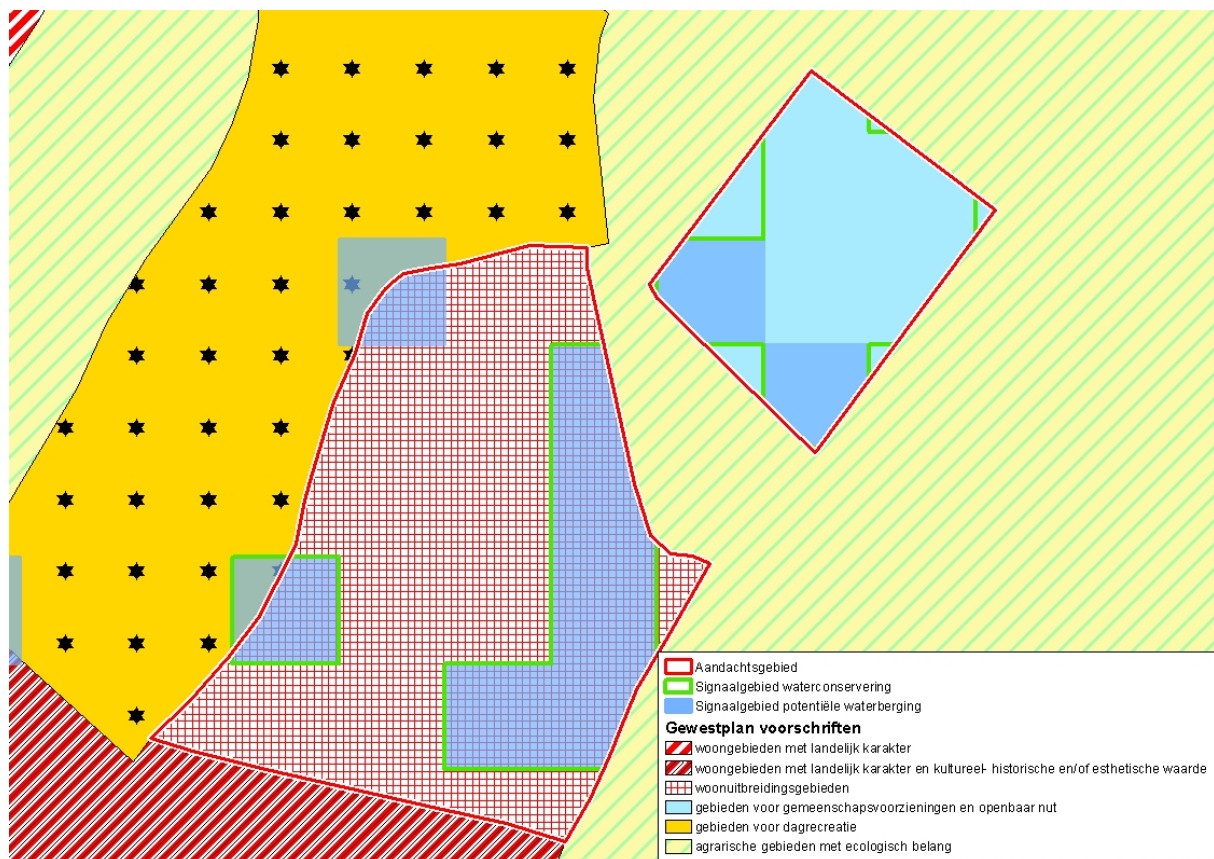 Aandachtsgebied
Signaalgebied waterconservering
Signaalgebied potentiële waterberging
Gewestplan voorschriften
woongebieden met landelijk karakter
woongebieden met landelijk karakter en kultureel- historische en/of esthetische waarde
woonuitbreidingsgebieden
gebieden voor gemeenschapsvoorzieningen en openbaar nut
gebieden voor dagrecreatie
agrarische gebieden met ecologisch belang